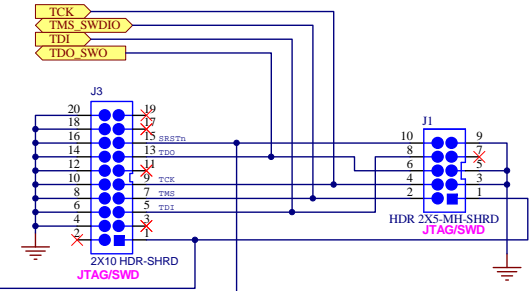 TCK
TMS_SWDIO
TDI
TDO_SWO
J3
20 19
18 17
16 15 SRSTn
14 13 TDO
12 11
10 9 TCK
8 7 TMS
6 5 TDI
4 3
2 1
2X10 HDR-SHRD
JTAG/SWD
J1
10 9
8 7
6 5
4 3
2 1
HDR 2X5-MH-SHRD
JTAG/SWD